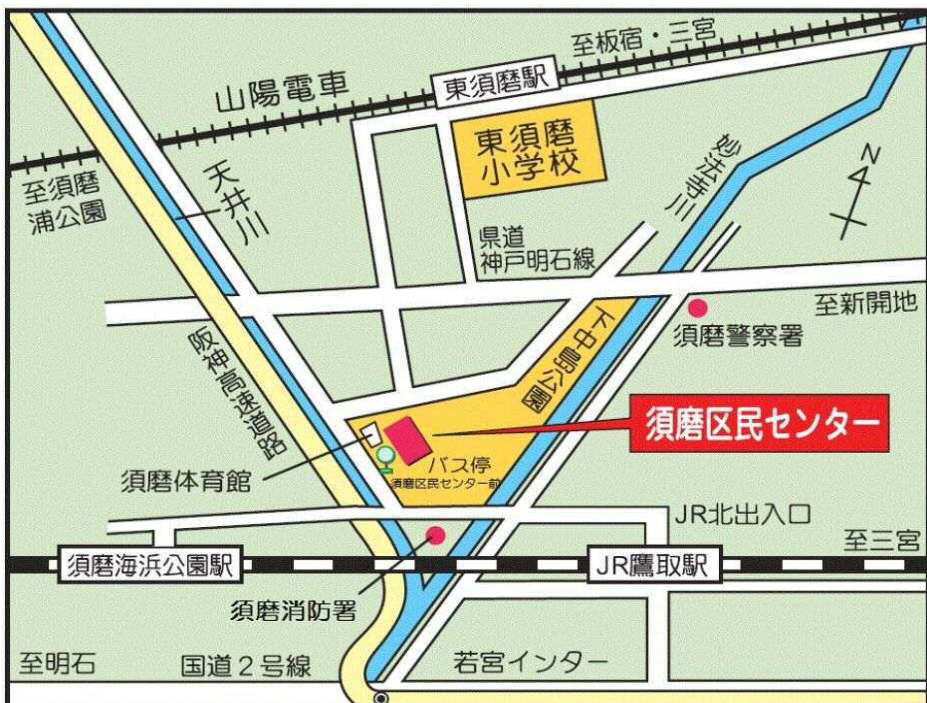 至板宿・三宮
東須磨駅
山陽電車
東須磨
小学校
妙法寺川
N
至須磨
浦公園
天井川
県道
神戸明石線
至新開地
須磨警察署
下中島公園
阪神高速道路
須磨区民センター
バス停
須磨区民センター前
須磨体育館
JR北出入口
至三宮
須磨海浜公園駅
JR鷹取駅
須磨消防署
至明石
国道2号線
若宮インター